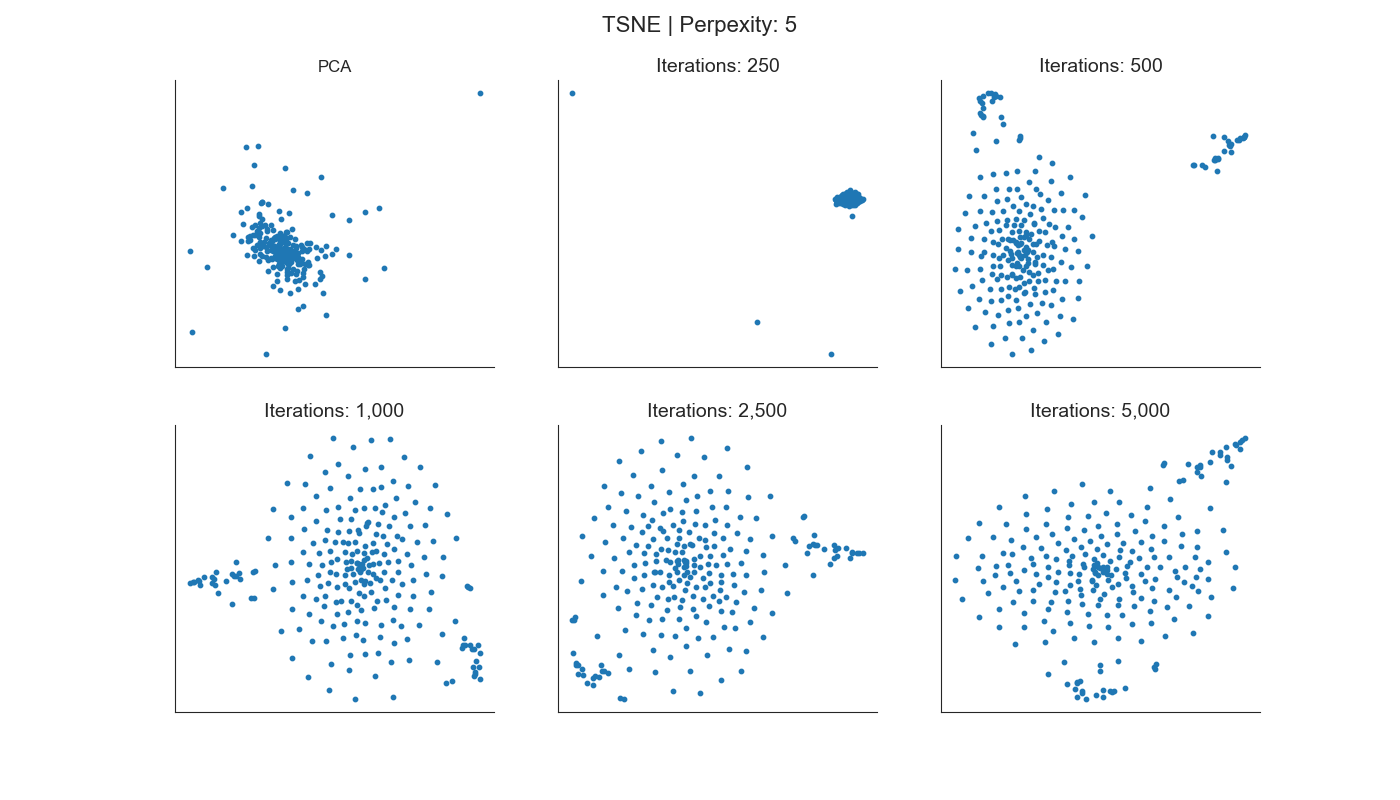 TSNE | Perpexity: 5
PCA
Iterations: 250
Iterations: 500
Iterations: 1,000
Iterations: 2,500
Iterations: 5,000